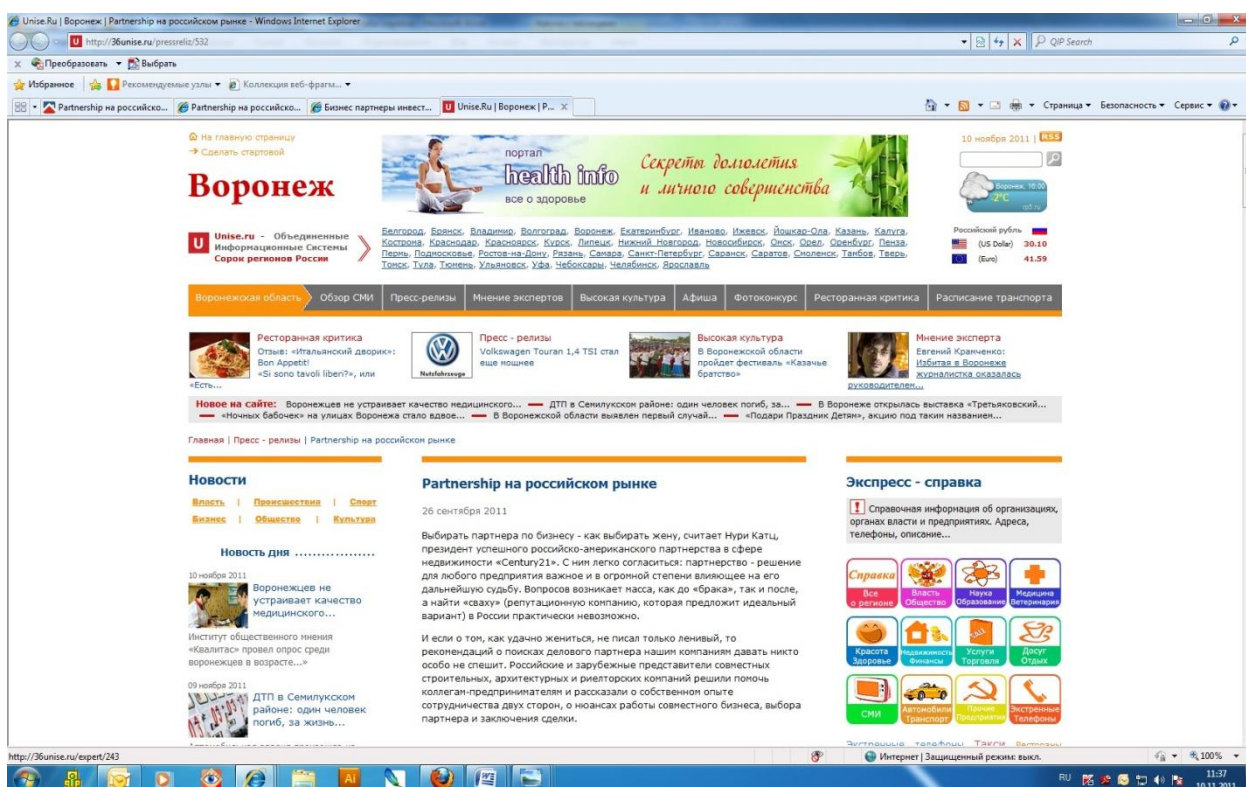 Unise.Ru | Воронеж | Partnership на российском рынке - Windows Internet Explorer
http://36unise.ru/pressreliz/532
QIP Search
Преобразовать
Выбрать
Избранное
Рекомендуемые узлы
Коллекция веб-фрагм...
Partnership на российско...
Partnership на российско...
Бизнес партнеры инвест...
Unise.Ru | Воронеж | P...
Страница
Безопасность
Сервис
На главную страницу
Сделать стартовой
Воронеж
портал
health info
все о здоровье
Секреты долголетия
и личного совершенства
10 ноября 2011 | RSS
Воронеж, 16:00
-2°C
Unise.ru - Объединенные
Информационные Системы
Сорок регионов России
Белгород, Брянск, Владимир, Волгоград, Воронеж, Екатеринбург, Иваново, Ижевск, Йошкар-Ола, Казань, Калуга,
Кострома, Краснодар, Красноярск, Курск, Липецк, Нижний Новгород, Новосибирск, Омск, Орел, Оренбург, Пенза,
Пермь, Подмосковье, Ростов-на-Дону, Рязань, Самара, Санкт-Петербург, Саранск, Саратов, Смоленск, Тамбов, Тверь,
Томск, Тула, Тюмень, Ульяновск, Уфа, Чебоксары, Челябинск, Ярославль
Российский рубль
(US Dollar) 30.10
(Euro) 41.59
Воронежская область
Обзор СМИ
Пресс-релизы
Мнение экспертов
Высокая культура
Афиша
Фотоконкурс
Ресторанная критика
Расписание транспорта
Ресторанная критика
Отзыв: «Итальянский дворик»:
Bon Appetit!
«Si sono tavoli liberi?», или
«Есть...
Nutzfahrzeuge
Пресс - релизы
Volkswagen Touran 1,4 TSI стал
еще мощнее
Высокая культура
В Воронежской области
пройдет фестиваль «Казачье
братство»
Мнение эксперта
Евгений Кранченко:
Избитая в Воронеже
журналистка оказалась
руководителем...
Новое на сайте: Воронежцев не устраивает качество медицинского... — ДТП в Семилукском районе: один человек погиб, за... — В Воронеже открылась выставка «Третьяковский...
— «Ночных бабочек» на улицах Воронежа стало вдвое... — В Воронежской области выявлен первый случай... — «Подари Праздник Детям», акцию под таким названием...
Главная | Пресс - релизы | Partnership на российском рынке
Новости
Власть | Происшествия | Спорт
Бизнес | Общество | Культура
Новость дня ..................
10 ноября 2011
Воронежцев не
устраивает качество
медицинского...
Институт общественного мнения
«Квалитас» провел опрос среди
воронежцев в возрасте...»
09 ноября 2011
ДТП в Семилукском
районе: один человек
погиб, за жизнь...
Partnership на российском рынке
26 сентября 2011
Выбирать партнера по бизнесу - как выбирать жену, считает Нури Катц,
президент успешного российско-американского партнерства в сфере
недвижимости «Century21». С ним легко согласиться: партнерство - решение
для любого предприятия важное и в огромной степени влияющее на его
дальнейшую судьбу. Вопросов возникает масса, как до «брака», так и после,
а найти «сваху» (репутационную компанию, которая предложит идеальный
вариант) в России практически невозможно.
И если о том, как удачно жениться, не писал только ленивый, то
рекомендаций о поисках делового партнера нашим компаниям давать никто
особо не спешит. Российские и зарубежные представители совместных
строительных, архитектурных и риелторских компаний решили помочь
коллегам-предпринимателям и рассказали о собственном опыте
сотрудничества двух сторон, о нюансах работы совместного бизнеса, выбора
партнера и заключения сделки.
Экспресс - справка
Справочная информация об организациях,
органах власти и предприятиях. Адреса,
телефоны, описание...
Справка
Все о регионе
Власть Общество
Наука Образование
Медицина Ветеринария
Красота Здоровье
Недвижимость Финансы
Услуги Торговля
Досуг Отдых
СМИ
Автомобили Транспорт
Прочие Предприятия
Экстренные Телефоны
Экстренные телефоны Такси Рестораны
http://36unise.ru/expert/243
Интернет | Защищенный режим: выкл.
100%
RU
11:37
10.11.2011